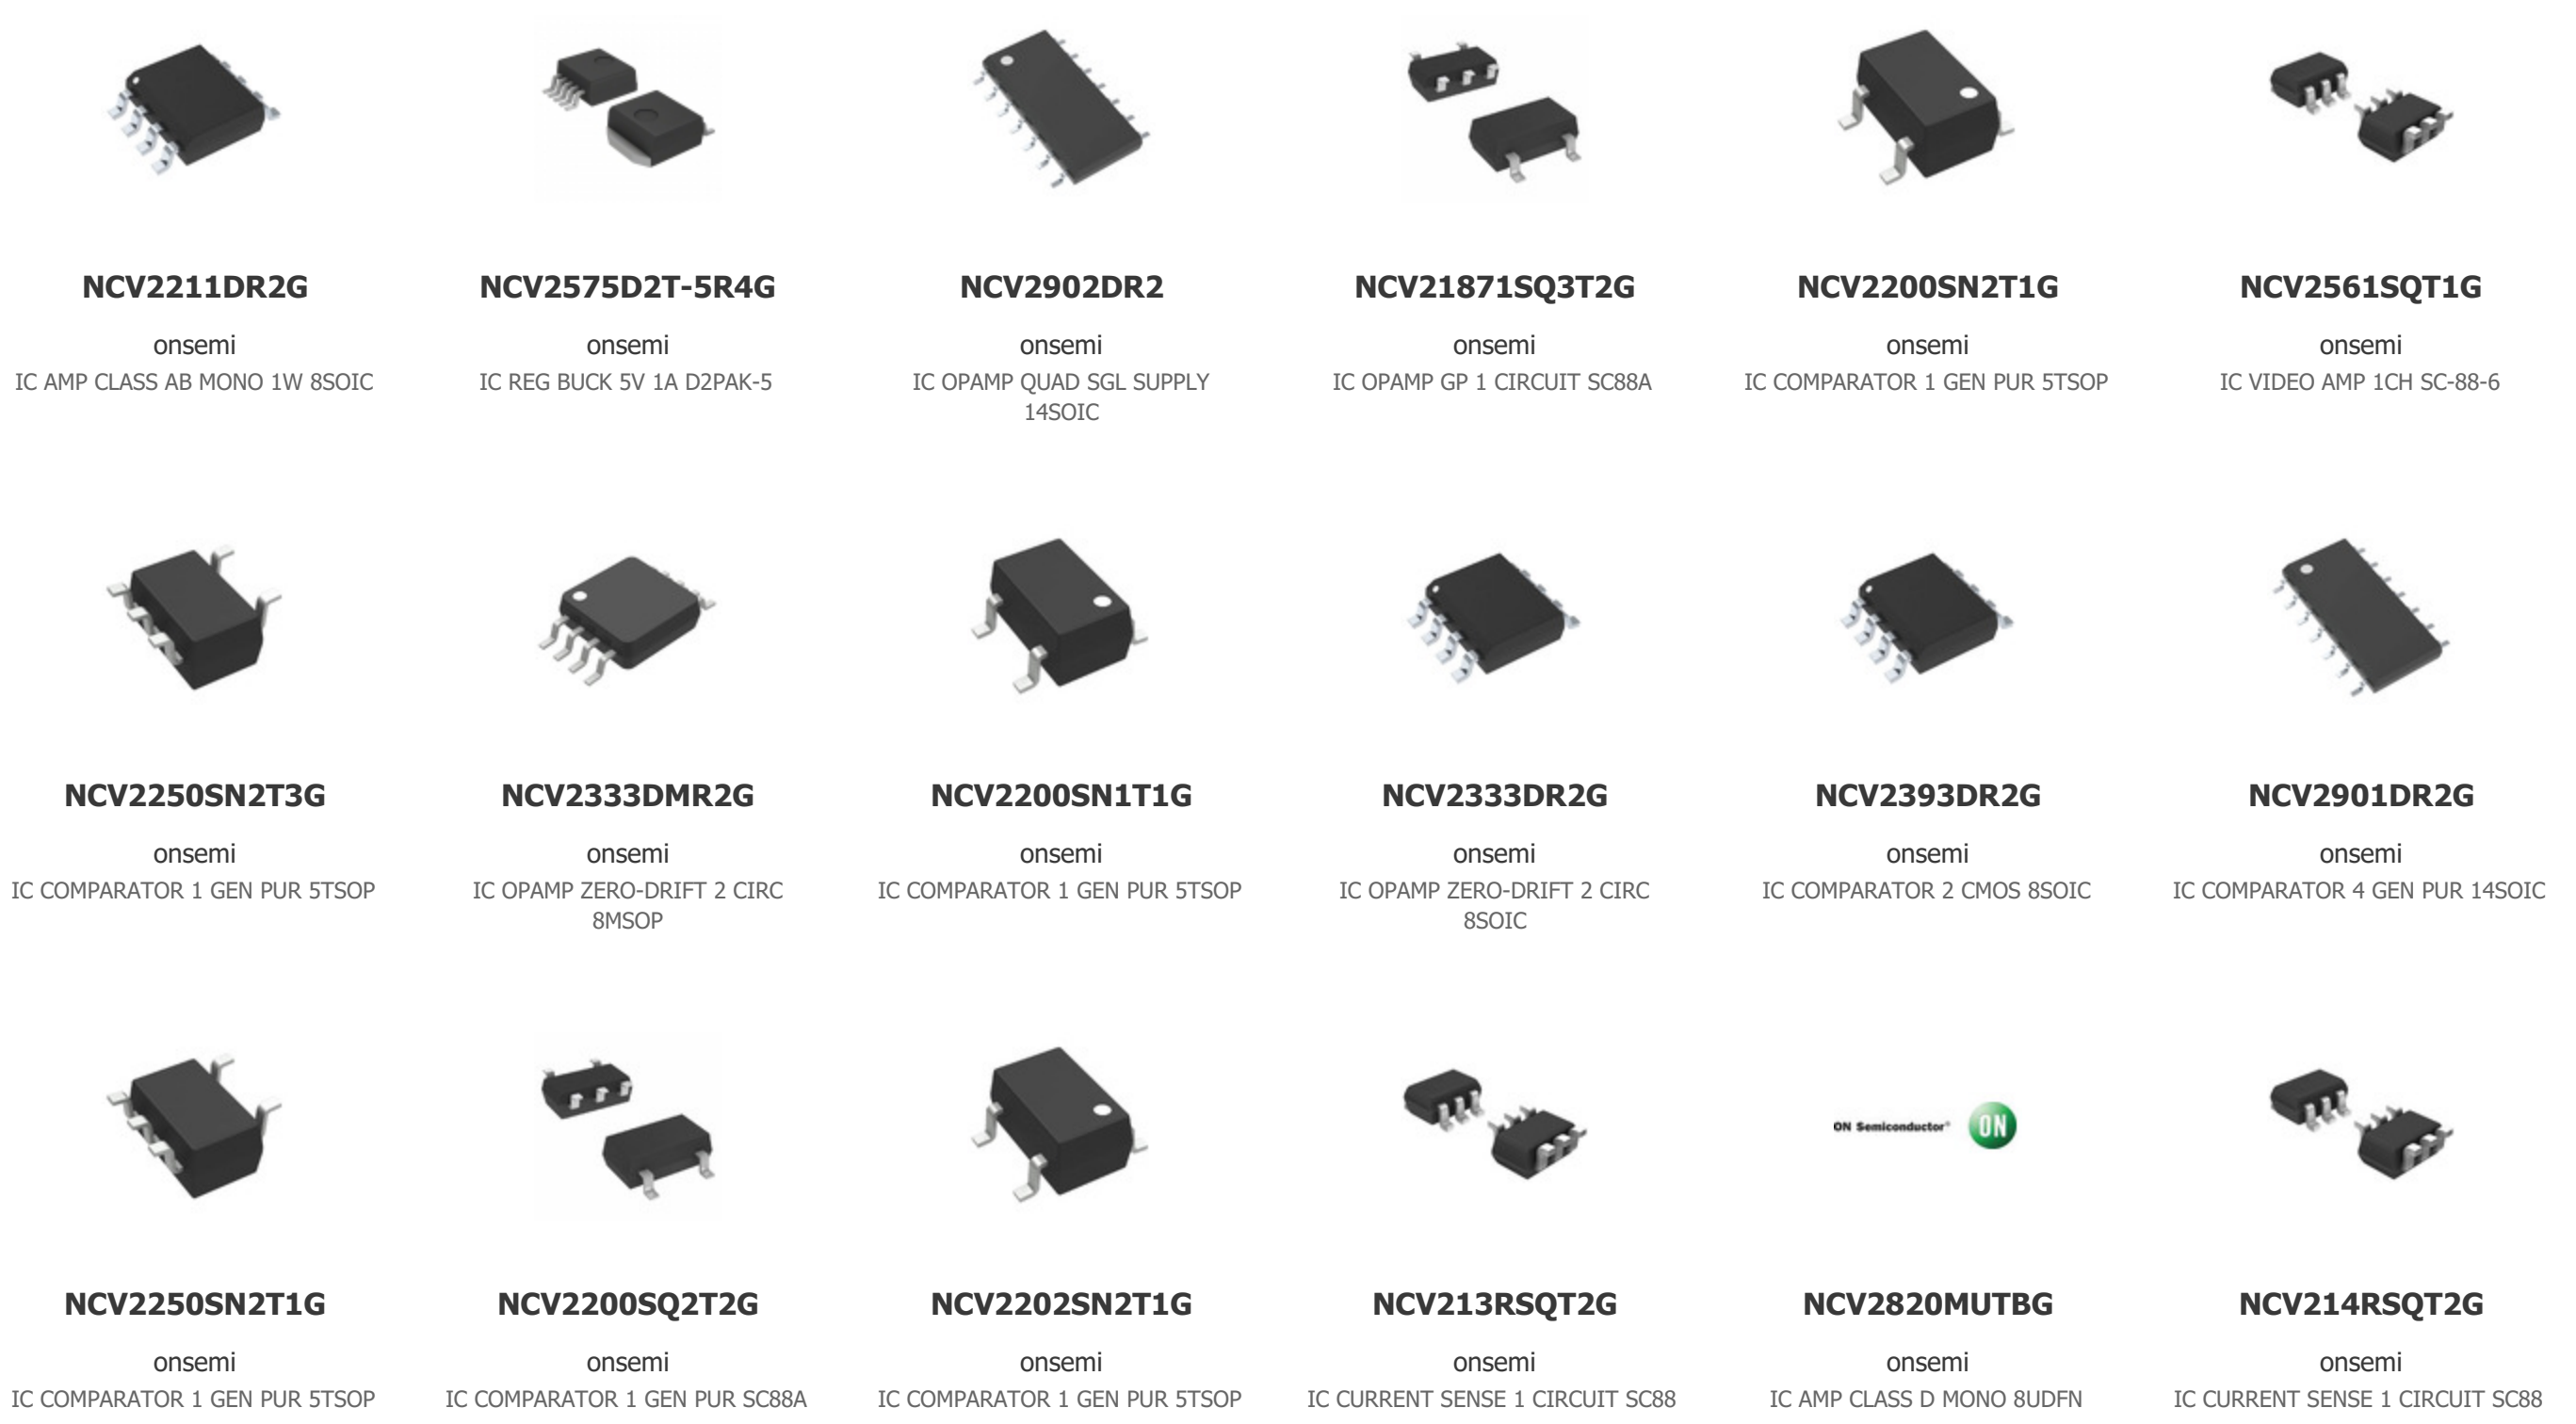 NCV2211DR2G
onsemi
IC AMP CLASS AB MONO 1W 8SOIC
NCV2575D2T-5R4G
onsemi
IC REG BUCK 5V 1A D2PAK-5
NCV2902DR2
onsemi
IC OPAMP QUAD SGL SUPPLY
14SOIC
NCV21871SQ3T2G
onsemi
IC OPAMP GP 1 CIRCUIT SC88A
NCV2200SN2T1G
onsemi
IC COMPARATOR 1 GEN PUR 5TSOP
NCV2561SQT1G
onsemi
IC VIDEO AMP 1CH SC-88-6
NCV2250SN2T3G
onsemi
IC COMPARATOR 1 GEN PUR 5TSOP
NCV2333DMR2G
onsemi
IC OPAMP ZERO-DRIFT 2 CIRC
8MSOP
NCV2200SN1T1G
onsemi
IC COMPARATOR 1 GEN PUR 5TSOP
NCV2333DR2G
onsemi
IC OPAMP ZERO-DRIFT 2 CIRC
8SOIC
NCV2393DR2G
onsemi
IC COMPARATOR 2 CMOS 8SOIC
NCV2901DR2G
onsemi
IC COMPARATOR 4 GEN PUR 14SOIC
NCV2250SN2T1G
onsemi
IC COMPARATOR 1 GEN PUR 5TSOP
NCV2200SQ2T2G
onsemi
IC COMPARATOR 1 GEN PUR SC88A
NCV2202SN2T1G
onsemi
IC COMPARATOR 1 GEN PUR 5TSOP
NCV213RSQT2G
onsemi
IC CURRENT SENSE 1 CIRCUIT SC88
ON Semiconductor® ON
NCV2820MUTBG
onsemi
IC AMP CLASS D MONO 8UDFN
NCV214RSQT2G
onsemi
IC CURRENT SENSE 1 CIRCUIT SC88